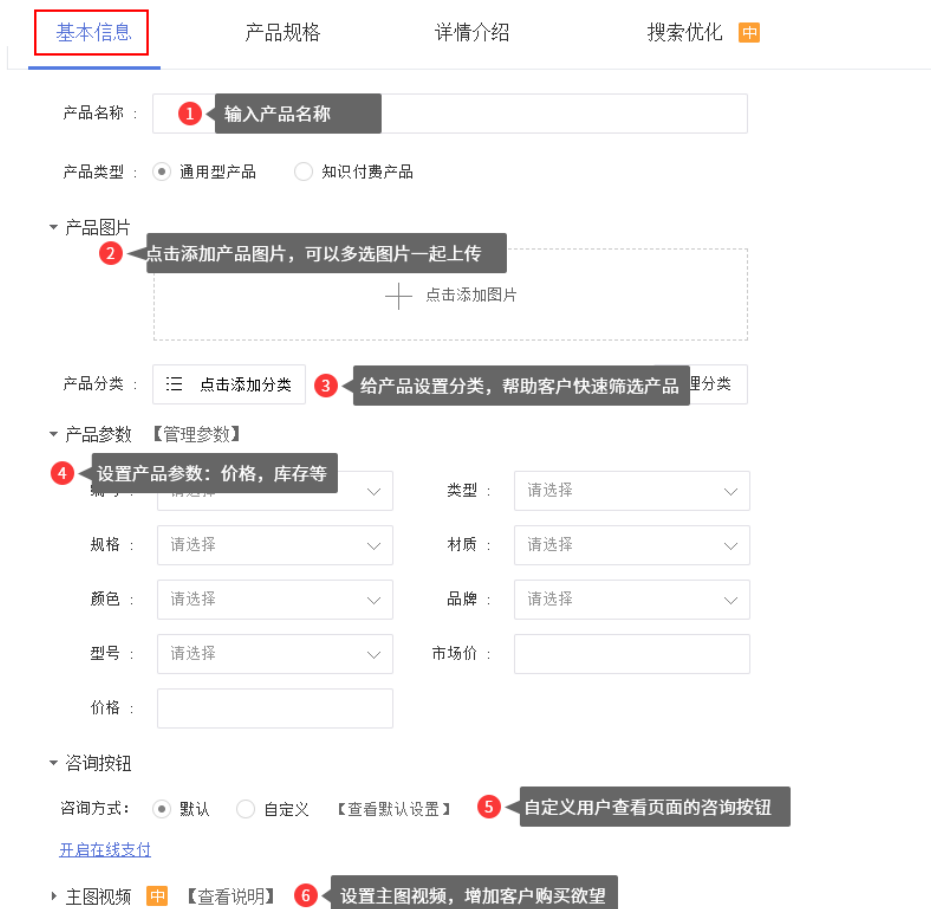 基本信息 产品规格 详情介绍 搜索优化 中
产品名称 : 1 输入产品名称
产品类型 : 通用型产品 知识付费产品
产品图片
2 点击添加产品图片，可以多选图片一起上传
点击添加图片
产品分类 : 点击添加分类 3 给产品设置分类，帮助客户快速筛选产品 理分类
产品参数 【管理参数】
4 设置产品参数：价格，库存等
类型 : 请选择
规格 : 请选择 材质 : 请选择
颜色 : 请选择 品牌 : 请选择
型号 : 请选择 市场价 :
价格 :
咨询按钮
咨询方式： 默认 自定义 【查看默认设置】 5 自定义用户查看页面的咨询按钮
开启在线支付
主图视频 中 【查看说明】 6 设置主图视频，增加客户购买欲望